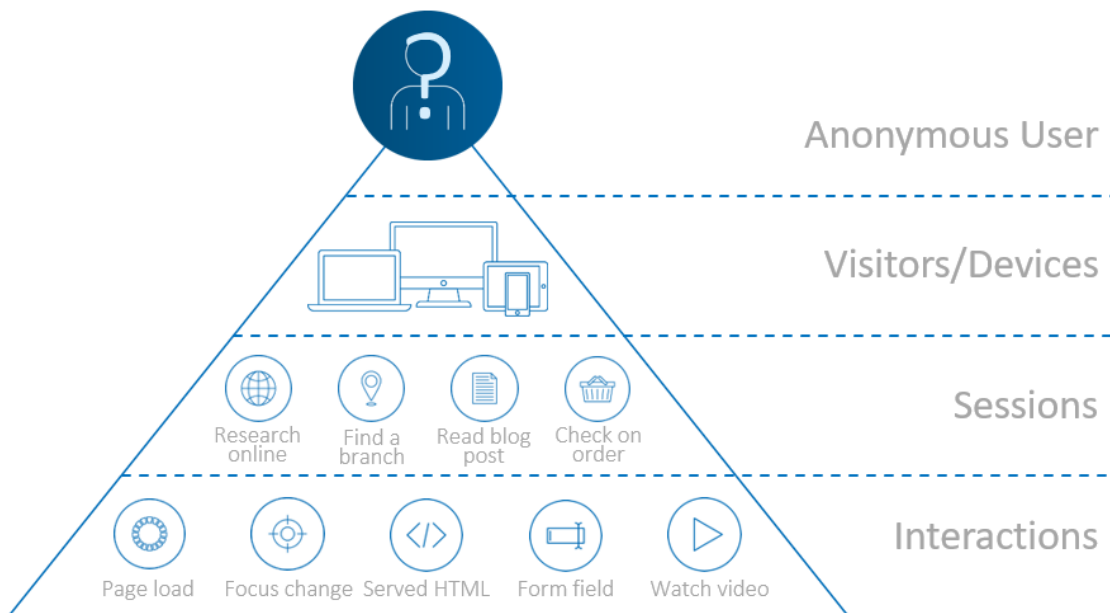 Anonymous User
Visitors/Devices
Research
online
Find a
branch
Read blog
post
Check on
order
Sessions
Page load
Focus change
Served HTML
Form field
Watch video
Interactions